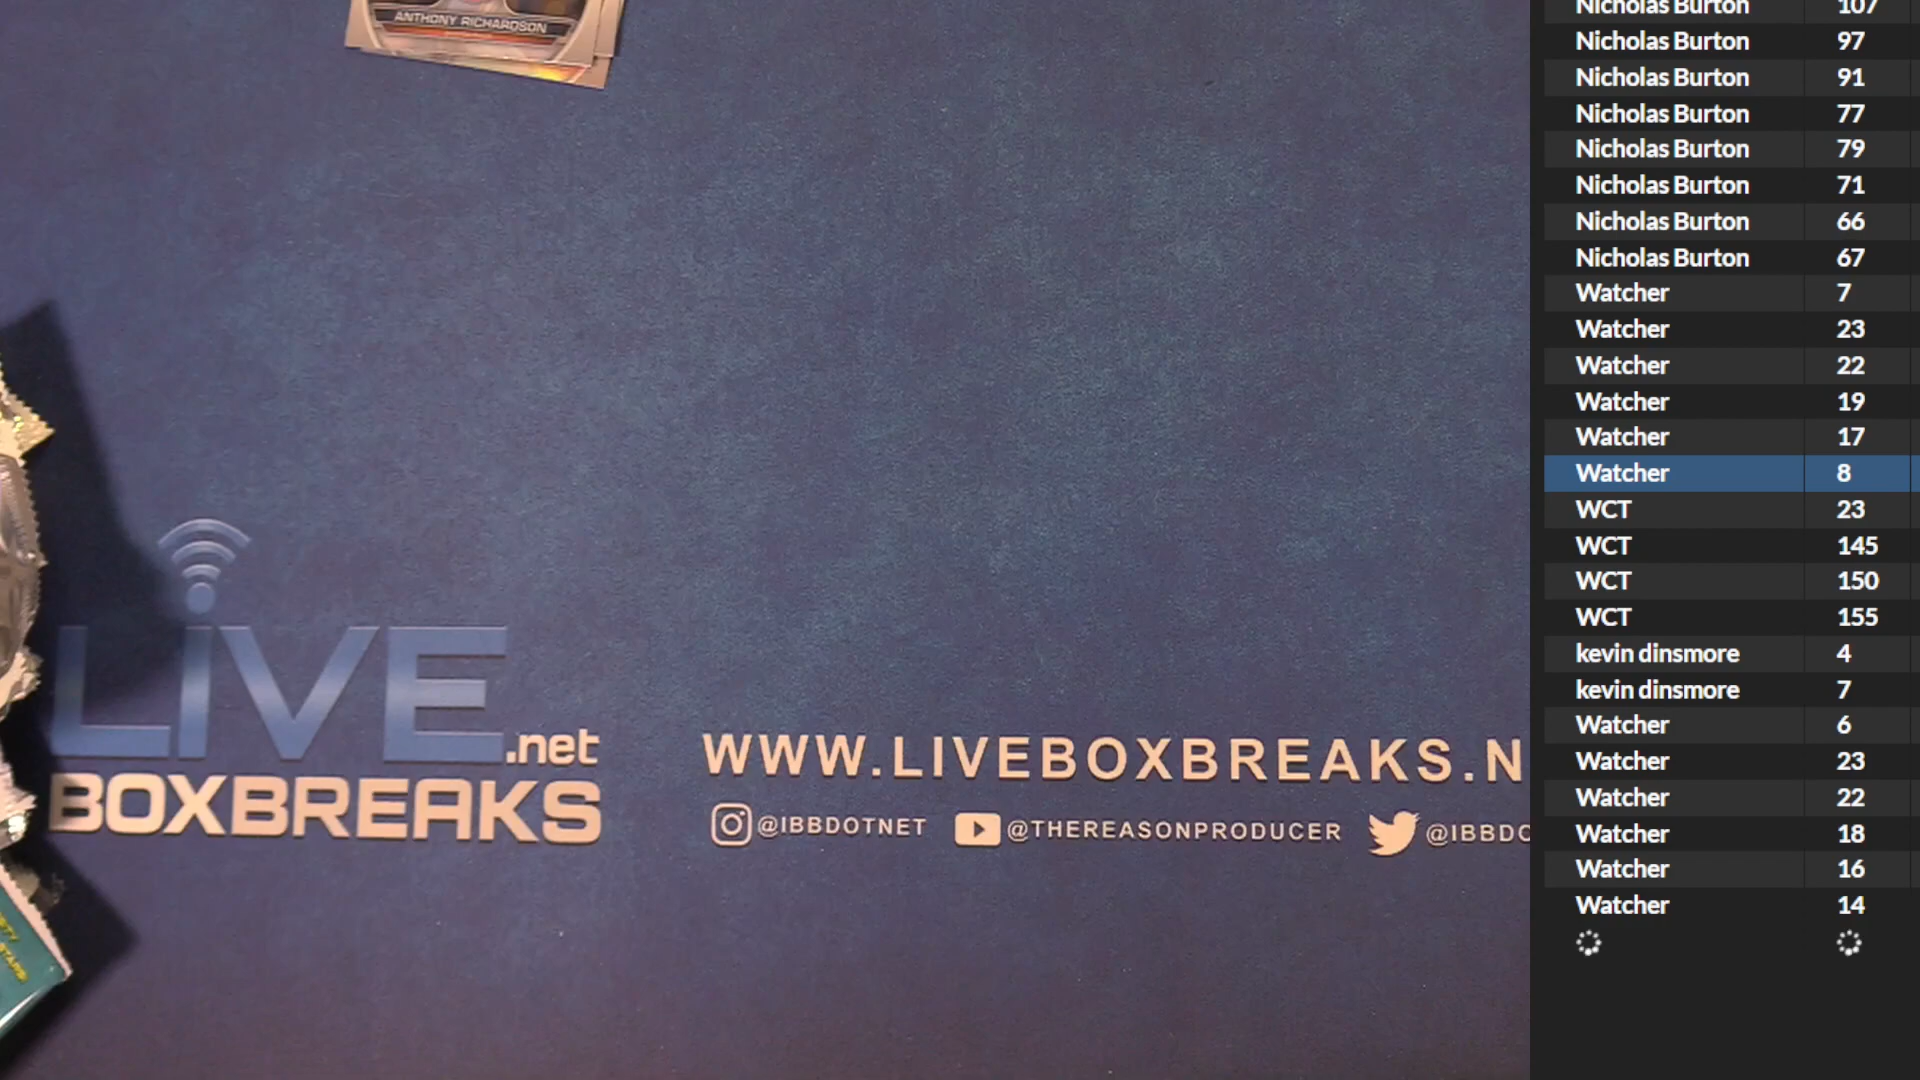 ANTHONY RICHARDSON
LIVE.net
BOXBREAKS
WWW.LIVEBOXBREAKS.N
@IBBDOTNET @THEREASONPRODUCER @IBBDO
Nicholas Burton 107
Nicholas Burton 97
Nicholas Burton 91
Nicholas Burton 77
Nicholas Burton 79
Nicholas Burton 71
Nicholas Burton 66
Nicholas Burton 67
Watcher 7
Watcher 23
Watcher 22
Watcher 19
Watcher 17
Watcher 8
WCT 23
WCT 145
WCT 150
WCT 155
kevin dinsmore 4
kevin dinsmore 7
Watcher 6
Watcher 23
Watcher 22
Watcher 18
Watcher 16
Watcher 14